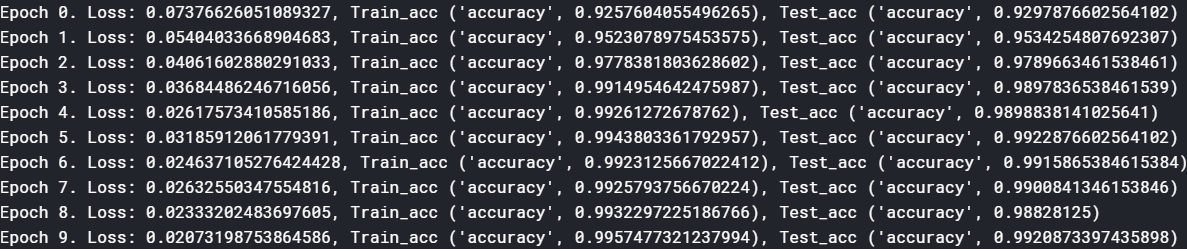 Epoch 0. Loss: 0.07376626051089327, Train_acc ('accuracy', 0.9257604055496265), Test_acc ('accuracy', 0.9297876602564102)
Epoch 1. Loss: 0.05404033668904683, Train_acc ('accuracy', 0.9523078975453575), Test_acc ('accuracy', 0.9534254807692307)
Epoch 2. Loss: 0.04061602880291033, Train_acc ('accuracy', 0.9778381803628602), Test_acc ('accuracy', 0.9789663461538461)
Epoch 3. Loss: 0.03684486246716056, Train_acc ('accuracy', 0.9914954642475987), Test_acc ('accuracy', 0.9897836538461539)
Epoch 4. Loss: 0.02617573410585186, Train_acc ('accuracy', 0.99261272678762), Test_acc ('accuracy', 0.9898838141025641)
Epoch 5. Loss: 0.03185912061779391, Train_acc ('accuracy', 0.9943803361792957), Test_acc ('accuracy', 0.9922876602564102)
Epoch 6. Loss: 0.024637105276424428, Train_acc ('accuracy', 0.9923125667022412), Test_acc ('accuracy', 0.9915865384615384)
Epoch 7. Loss: 0.02632550347554816, Train_acc ('accuracy', 0.9925793756670224), Test_acc ('accuracy', 0.9900841346153846)
Epoch 8. Loss: 0.02333202483697605, Train_acc ('accuracy', 0.9932297225186766), Test_acc ('accuracy', 0.98828125)
Epoch 9. Loss: 0.02073198753864586, Train_acc ('accuracy', 0.9957477321237994), Test_acc ('accuracy', 0.9920873397435898)